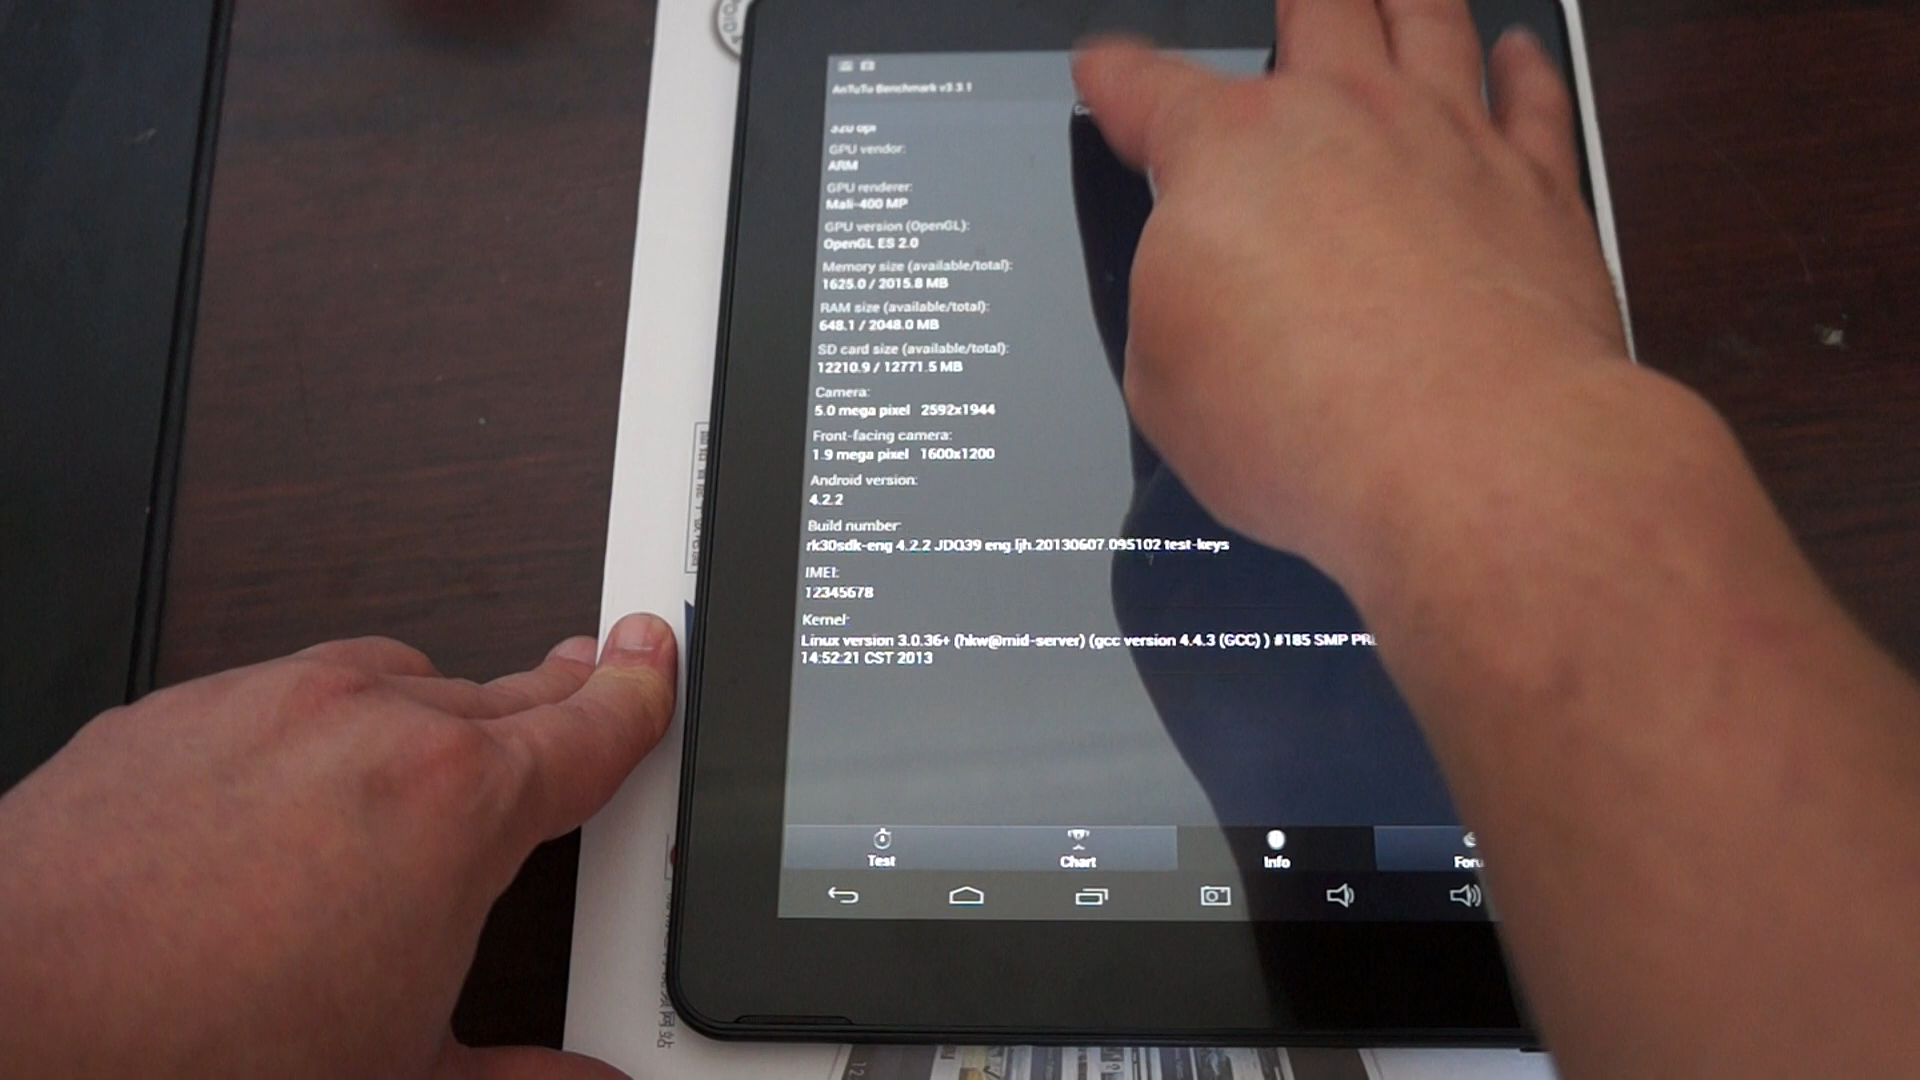 AnTuTu Benchmark v3.3.1
320 dpi
GPU vendor:
ARM
GPU renderer:
Mali-400 MP
GPU version (OpenGL):
OpenGL ES 2.0
Memory size (available/total):
1625.0 / 2015.8 MB
RAM size (available/total):
648.1 / 2048.0 MB
SD card size (available/total):
12210.9 / 12771.5 MB
Camera:
5.0 mega pixel 2592x1944
Front-facing camera:
1.9 mega pixel 1600x1200
Android version:
4.2.2
Build number:
rk30sdk-eng 4.2.2 JDQ39 eng.ljh.20130607.095102 test-keys
IMEI:
12345678
Kernel:
Linux version 3.0.36+ (hkw@mid-server) (gcc version 4.4.3 (GCC) ) #185 SMP PR
14:52:21 CST 2013
Test
Chart
Info
Foru